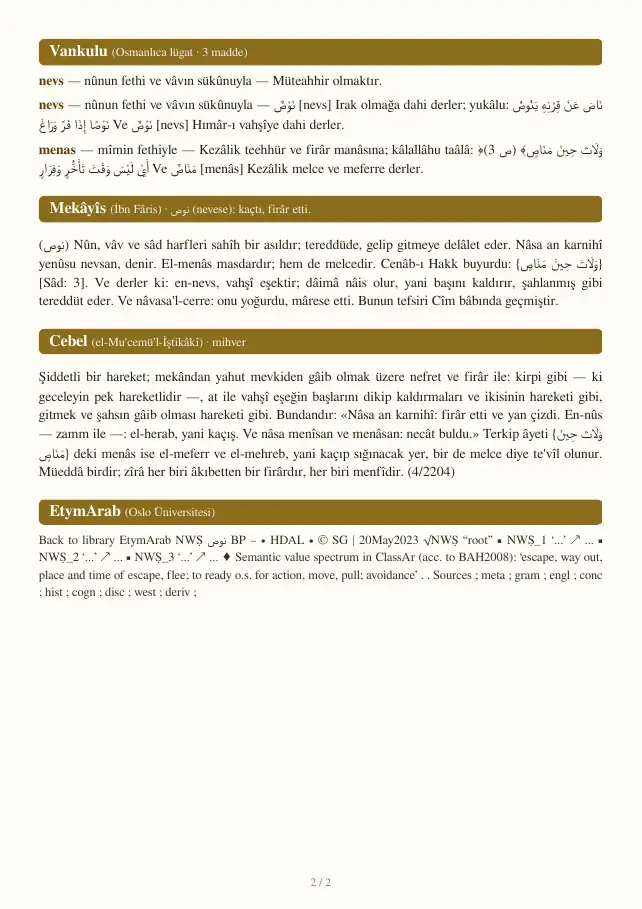 Vankulu (Osmanlıca lügat · 3 madde)
nevs — nûnun fethi ve vâvın sükûnuyla — Müteahhir olmaktır.
nevs — nûnun fethi ve vâvın sükûnuyla — نَوْصٌ [nevs] Irak olmağa dahi derler; yukâlu: نَاصَ عَنْ قِرْنِهِ يَنُوصُ
نَوْصًا إِذَا فَرَّ وَرَاغَ Ve نَوْصٌ [nevs] Hımâr-ı vahşîye dahi derler.
menas — mîmin fethiyle — Kezâlik teehhür ve firâr manâsına; kâlallâhu taâlâ: ﴿وَلَاتَ حِينَ مَنَاصٍ﴾ (ص 3)
أَيْ لَيْسَ وَقْتَ تَأَخُّرٍ وَفِرَارٍ Ve مَنَاصٌ [menâs] Kezâlik melce ve meferre derler.
Mekâyîs (İbn Fâris) · نوص (nevese): kaçtı, firâr etti.
(نوص) Nûn, vâv ve sâd harfleri sahîh bir asıldır; tereddüde, gelip gitmeye delâlet eder. Nâsa an karnihî
yenûsu nevsan, denir. El-menâs masdardır; hem de melcedir. Cenâb-ı Hakk buyurdu: {وَلَاتَ حِينَ مَنَاصٍ}
[Sâd: 3]. Ve derler ki: en-nevs, vahşî eşektir; dâimâ nâis olur, yani başını kaldırır, şahlanmış gibi
tereddüt eder. Ve nâvasa'l-cerre: onu yoğurdu, mârese etti. Bunun tefsiri Cîm bâbında geçmiştir.
Cebel (el-Mu'cemü'l-İştikâkî) · mihver
Şiddetli bir hareket; mekândan yahut mevkiden gâib olmak üzere nefret ve firâr ile: kirpi gibi — ki
geceleyin pek hareketlidir —, at ile vahşî eşeğin başlarını dikip kaldırmaları ve ikisinin hareketi gibi,
gitmek ve şahsın gâib olması hareketi gibi. Bundandır: «Nâsa an karnihî: firâr etti ve yan çizdi. En-nûs
— zamm ile —: el-herab, yani kaçış. Ve nâsa menîsan ve menâsan: necât buldu.» Terkip âyeti {وَلَاتَ حِينَ
مَنَاصٍ} deki menâs ise el-meferr ve el-mehreb, yani kaçıp sığınacak yer, bir de melce diye te'vîl olunur.
Müeddâ birdir; zîrâ her biri âkıbetten bir firârdır, her biri menfîdir. (4/2204)
EtymArab (Oslo Üniversitesi)
Back to library EtymArab NWṢ نوص BP – • HDAL • © SG | 20May2023 √NWṢ “root” ▪ NWṢ_1 ‘...’ ↗ ... ▪
NWṢ_2 ‘...’ ↗ ... ▪ NWṢ_3 ‘...’ ↗ ... ♦ Semantic value spectrum in ClassAr (acc. to BAH2008): ‘escape, way out,
place and time of escape, flee; to ready o.s. for action, move, pull; avoidance’ . . Sources ; meta ; gram ; engl ; conc
; hist ; cogn ; disc ; west ; deriv ;
2 / 2